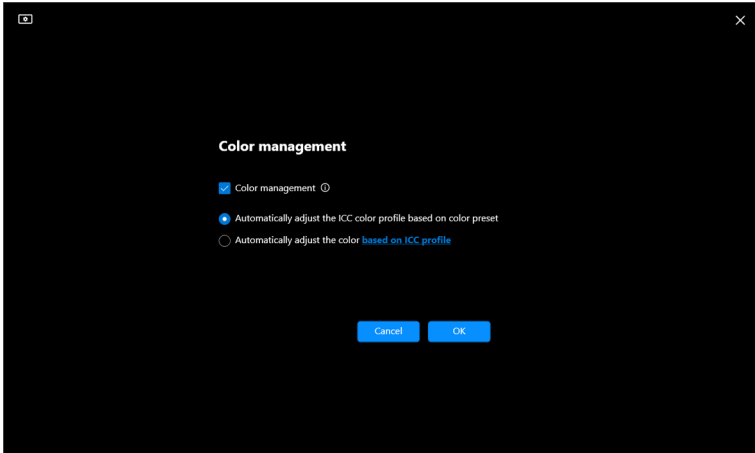 Color management
Color management
Automatically adjust the ICC color profile based on color preset
Automatically adjust the color based on ICC profile
Cancel OK